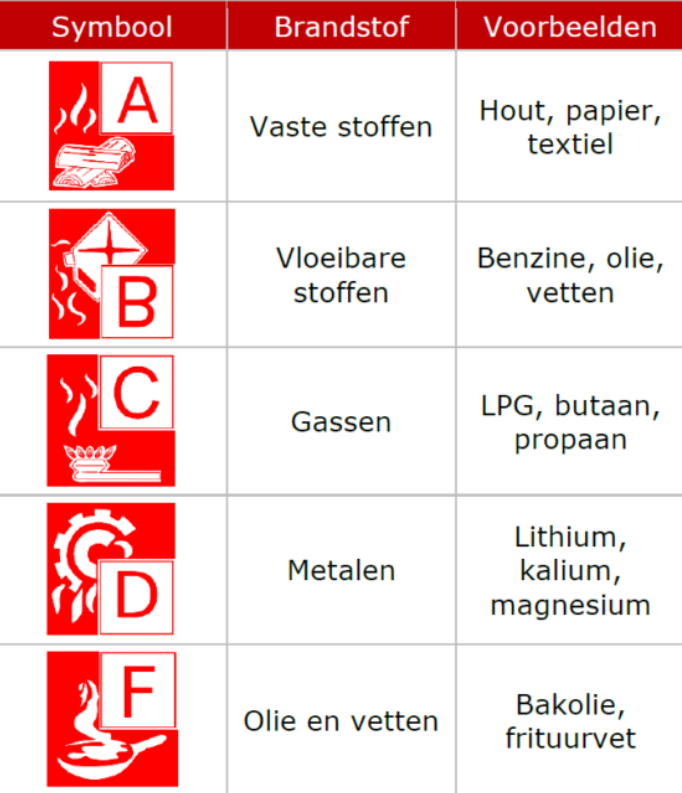 Symbool Brandstof Voorbeelden
A
Vaste stoffen
Hout, papier,
textiel
B
Vloeibare
stoffen
Benzine, olie,
vetten
C
Gassen
LPG, butaan,
propaan
D
Metalen
Lithium,
kalium,
magnesium
F
Olie en vetten
Bakolie,
frituurvet